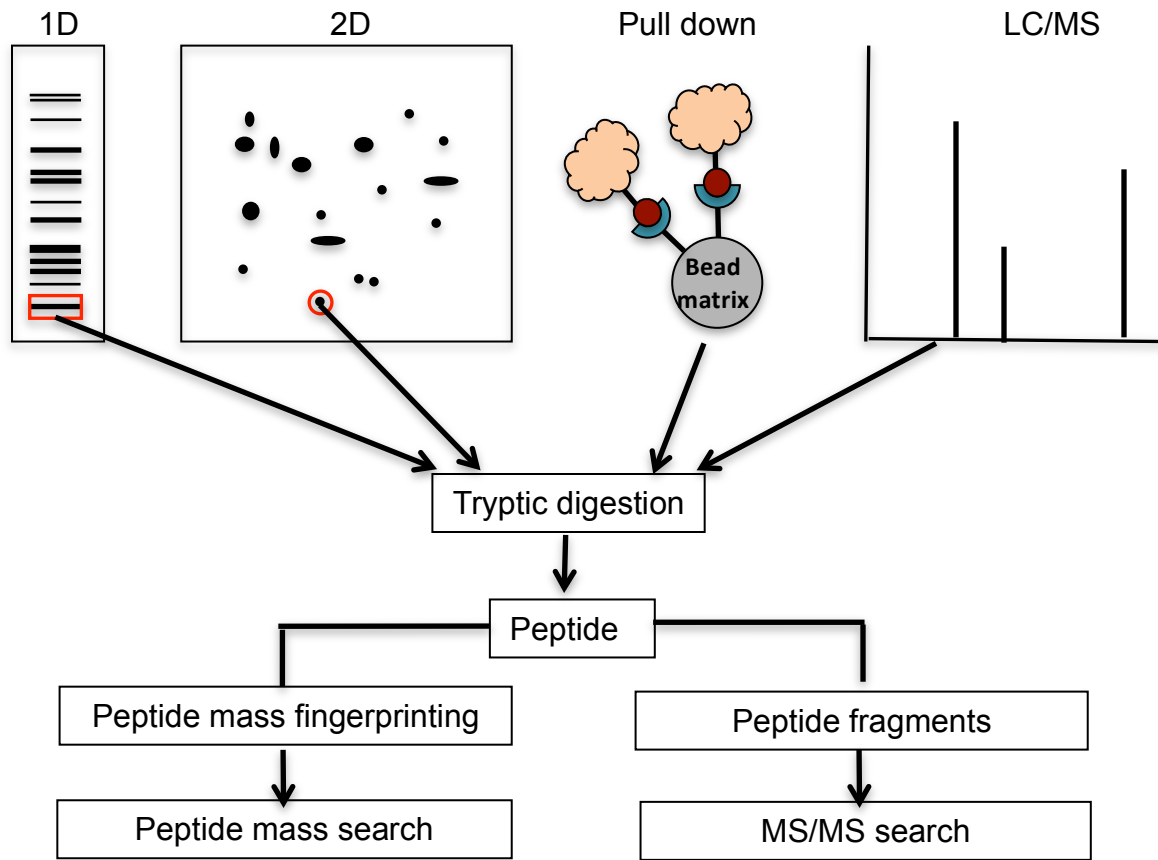 1D
2D
Pull down
LC/MS
Bead
matrix
Tryptic digestion
Peptide
Peptide mass fingerprinting
Peptide fragments
Peptide mass search
MS/MS search